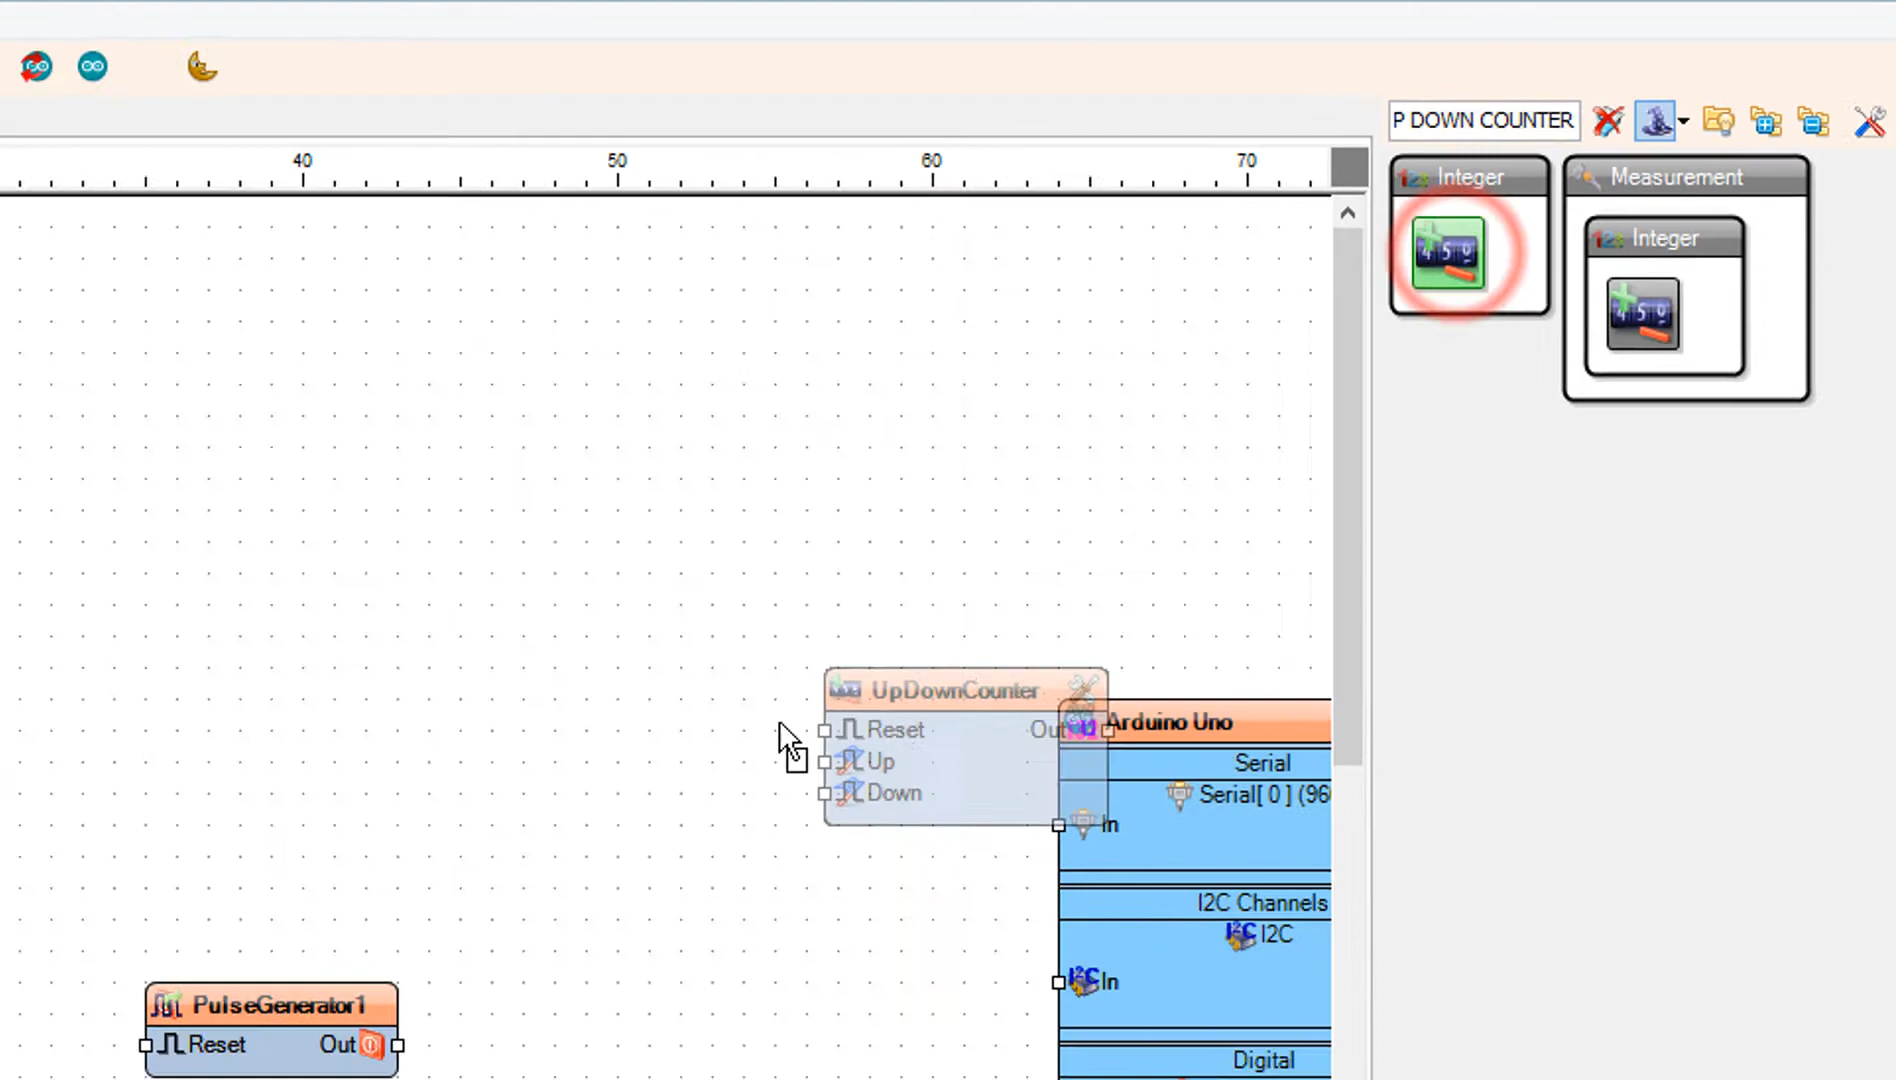 P DOWN COUNTER
40 50 60 70
Integer
Measurement
Integer
UpDownCounter
Reset Out
Up
Down
Arduino Uno
Serial
Serial[ 0 ] (960
In
I2C Channels
I2C
In
Digital
PulseGenerator1
Reset Out